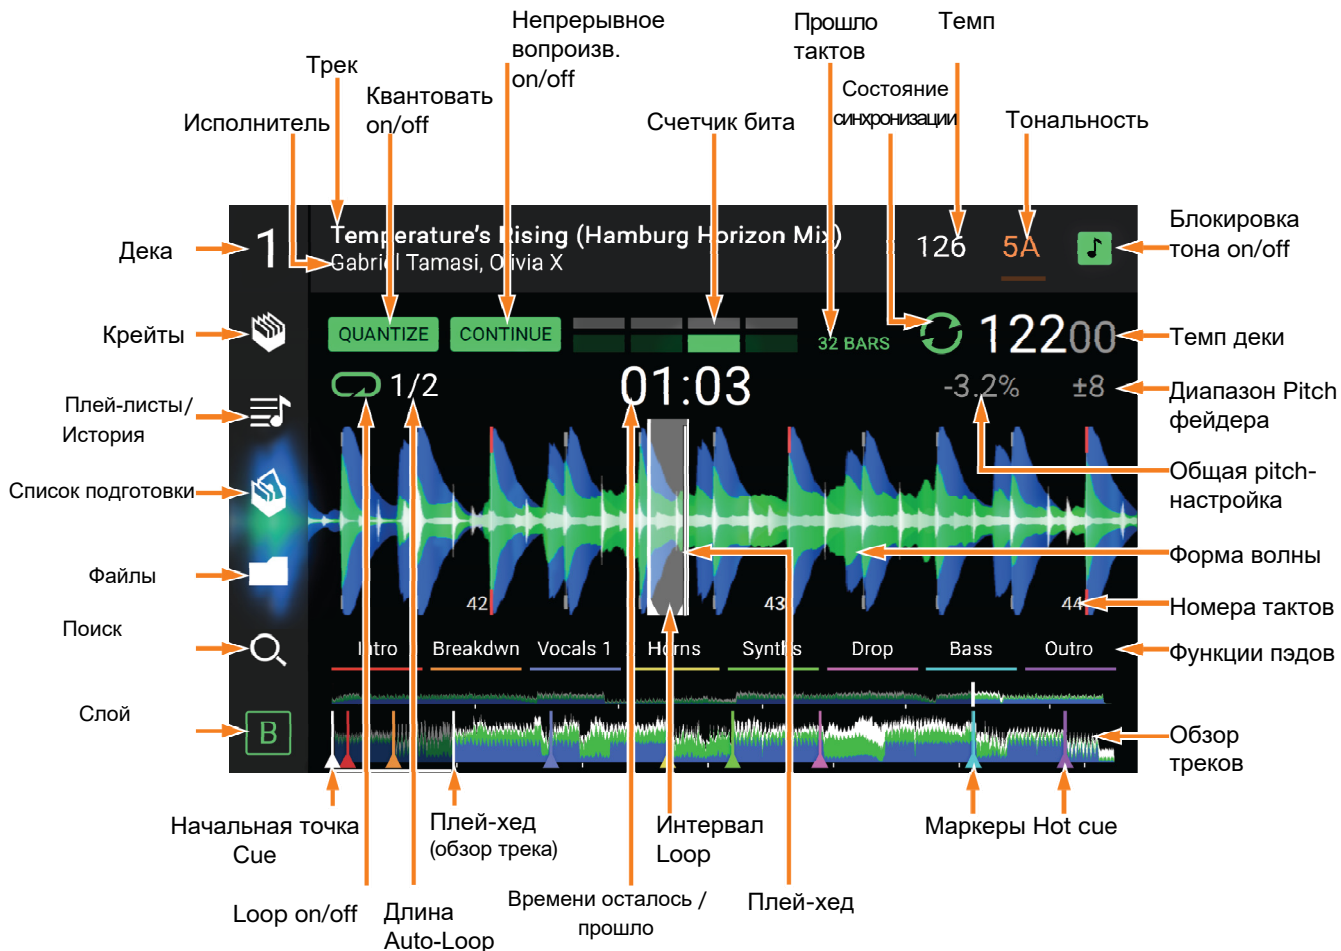 Непрерывное
вопроизв.
on/off
Прошло
тактов
Темп
Трек
Квантовать
on/off
Состояние
синхронизации
Исполнитель
Счетчик бита
Тональность
Дека
1
Temperature's Rising (Hamburg Horizon Mix)
Gabriel Tamasi, Olivia X
126
5A
Блокировка
тона on/off
Крейты
QUANTIZE
CONTINUE
32 BARS
12200
Темп деки
Плей-листы/
История
1/2
01:03
-3.2%
±8
Диапазон Pitch
фейдера
Список подготовки
Общая pitch-
настройка
Форма волны
Файлы
42
43
44
Номера тактов
Поиск
Intro
Breakdwn
Vocals 1
Horns
Synths
Drop
Bass
Outro
Функции пэдов
Слой
B
Обзор
треков
Начальная точка
Cue
Плей-хед
(обзор трека)
Интервал
Loop
Маркеры Hot cue
Loop on/off
Длина
Auto-Loop
Времени осталось /
прошло
Плей-хед